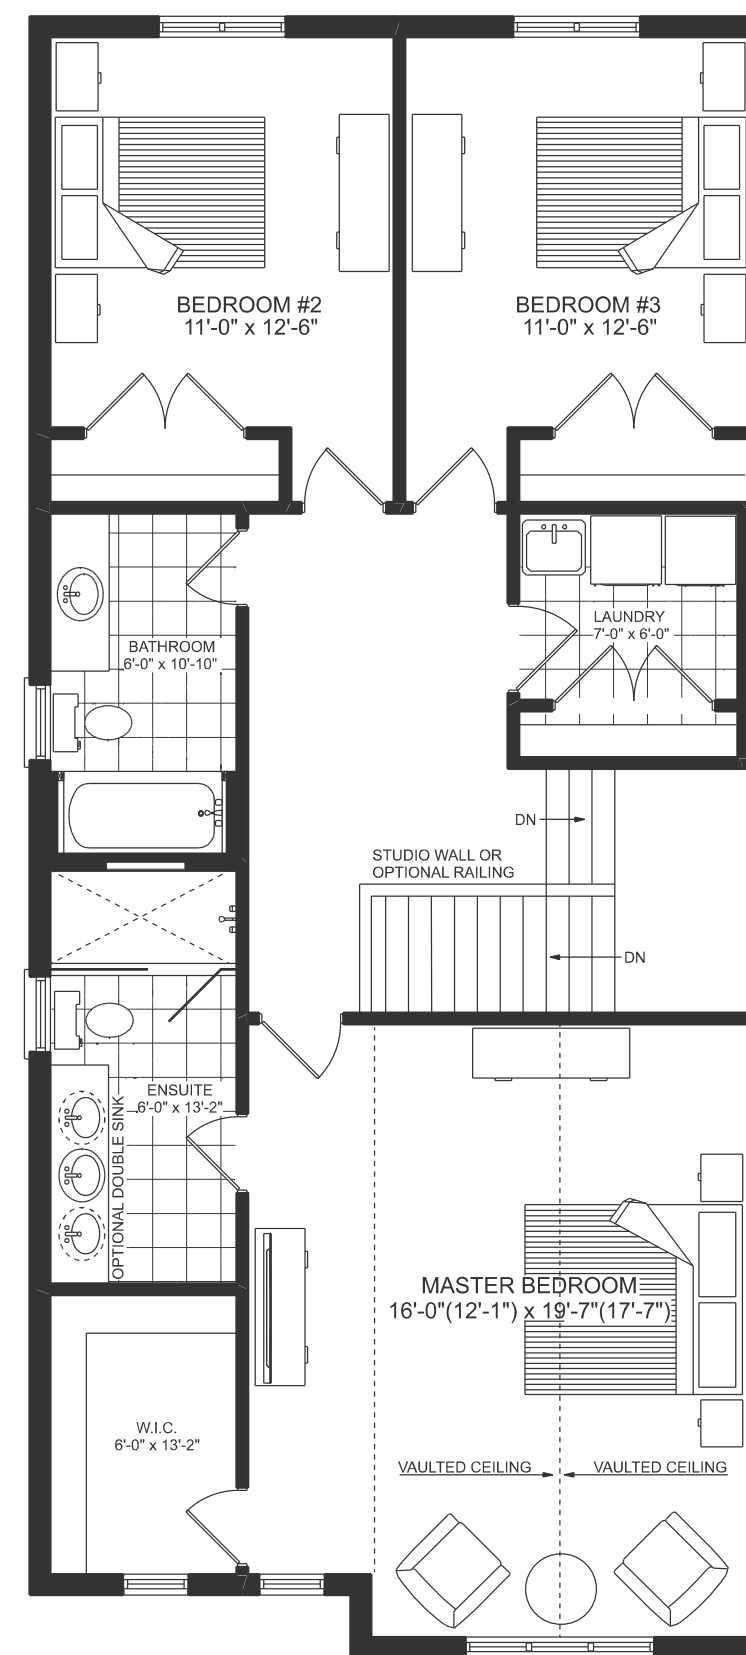 BEDROOM #2
11'-0" x 12'-6"
BEDROOM #3
11'-0" x 12'-6"
BATHROOM
6'-0" x 10'-10"
LAUNDRY
7'-0" x 6'-0"
DN
STUDIO WALL OR
OPTIONAL RAILING
DN
ENSUITE
6'-0" x 13'-2"
OPTIONAL DOUBLE SINK
MASTER BEDROOM
16'-0"(12'-1") x 19'-7"(17'-7")
W.I.C.
6'-0" x 13'-2"
VAULTED CEILING
VAULTED CEILING